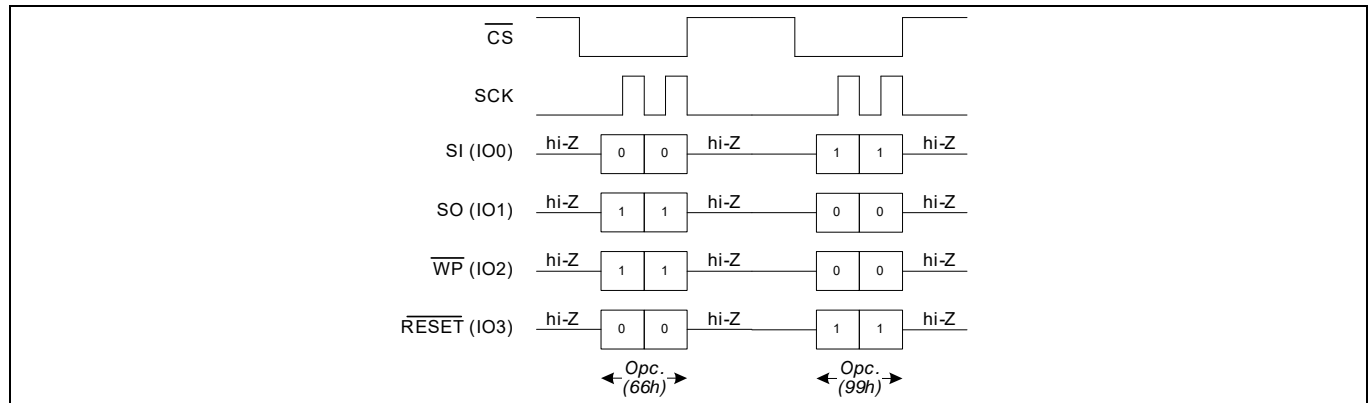 CS
SCK
SI (IO0) hi-Z 0 0 hi-Z 1 1 hi-Z
SO (IO1) hi-Z 1 1 hi-Z 0 0 hi-Z
WP (IO2) hi-Z 1 1 hi-Z 0 0 hi-Z
RESET (IO3) hi-Z 0 0 hi-Z 1 1 hi-Z
Opc. Opc.
(66h) (99h)